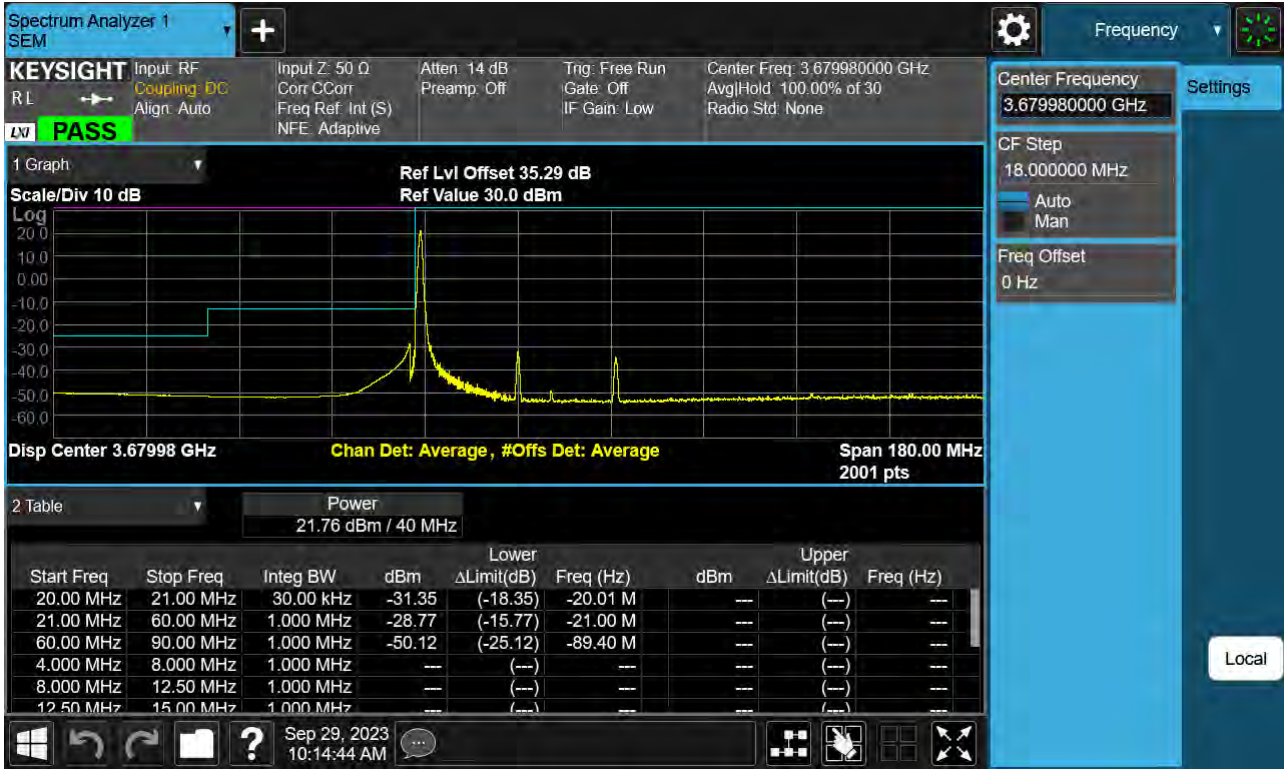 Spectrum Analyzer 1
SEM
+
Frequency
KEYSIGHT
RL
LXI PASS
Input: RF
Coupling: DC
Align: Auto
Input Z: 50 Ω
Corr CCorr
Freq Ref: Int (S)
NFE: Adaptive
Atten: 14 dB
Preamp: Off
Trig: Free Run
Gate: Off
IF Gain: Low
Center Freq: 3.679980000 GHz
Avg|Hold: 100.00% of 30
Radio Std: None
Center Frequency
3.679980000 GHz
Settings
CF Step
18.000000 MHz
Auto
Man
Freq Offset
0 Hz
1 Graph
Scale/Div 10 dB
Ref Lvl Offset 35.29 dB
Ref Value 30.0 dBm
Log
20.0
10.0
0.00
-10.0
-20.0
-30.0
-40.0
-50.0
-60.0
Disp Center 3.67998 GHz
Chan Det: Average, #Offs Det: Average
Span 180.00 MHz
2001 pts
2 Table
Power
21.76 dBm / 40 MHz
Lower Upper
Start Freq Stop Freq Integ BW dBm ΔLimit(dB) Freq (Hz) dBm ΔLimit(dB) Freq (Hz)
20.00 MHz 21.00 MHz 30.00 kHz -31.35 (-18.35) -20.01 M --- (---) ---
21.00 MHz 60.00 MHz 1.000 MHz -28.77 (-15.77) -21.00 M --- (---) ---
60.00 MHz 90.00 MHz 1.000 MHz -50.12 (-25.12) -89.40 M --- (---) ---
4.000 MHz 8.000 MHz 1.000 MHz --- (---) --- --- (---) ---
8.000 MHz 12.50 MHz 1.000 MHz --- (---) --- --- (---) ---
12.50 MHz 15.00 MHz 1.000 MHz --- (---) --- --- (---) ---
Local
?
Sep 29, 2023
10:14:44 AM